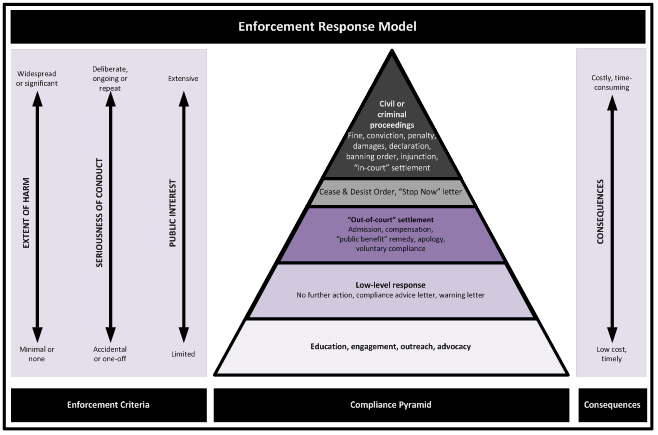 Enforcement Response Model
Widespread
or significant
Deliberate,
ongoing or
repeat
Extensive
EXTENT OF HARM
SERIOUSNESS OF CONDUCT
PUBLIC INTEREST
Minimal or
none
Accidental
or one-off
Limited
Civil or
criminal
proceedings
Fine, conviction, penalty,
damages, declaration,
banning order, injunction,
"in-court" settlement
Cease & Desist Order, "Stop Now" letter
"Out-of-court" settlement
Admission, compensation,
"public benefit" remedy, apology,
voluntary compliance
Low-level response
No further action, compliance advice letter, warning letter
Education, engagement, outreach, advocacy
Costly, time-
consuming
CONSEQUENCES
Low cost,
timely
Enforcement Criteria
Compliance Pyramid
Consequences